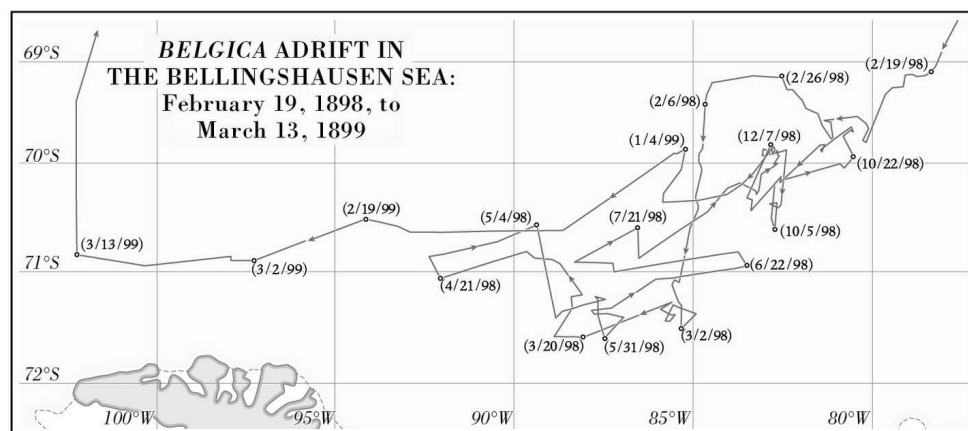 BELGICA ADRIFT IN
THE BELLINGSHAUSEN SEA:
February 19, 1898, to
March 13, 1899
69°S
70°S
71°S
72°S
100°W
95°W
90°W
85°W
80°W
(2/19/98)
(2/26/98)
(2/6/98)
(1/4/99)
(12/7/98)
(10/22/98)
(2/19/99)
(5/4/98)
(7/21/98)
(10/5/98)
(3/13/99)
(3/2/99)
(4/21/98)
(6/22/98)
(3/20/98)
(5/31/98)
(3/2/98)